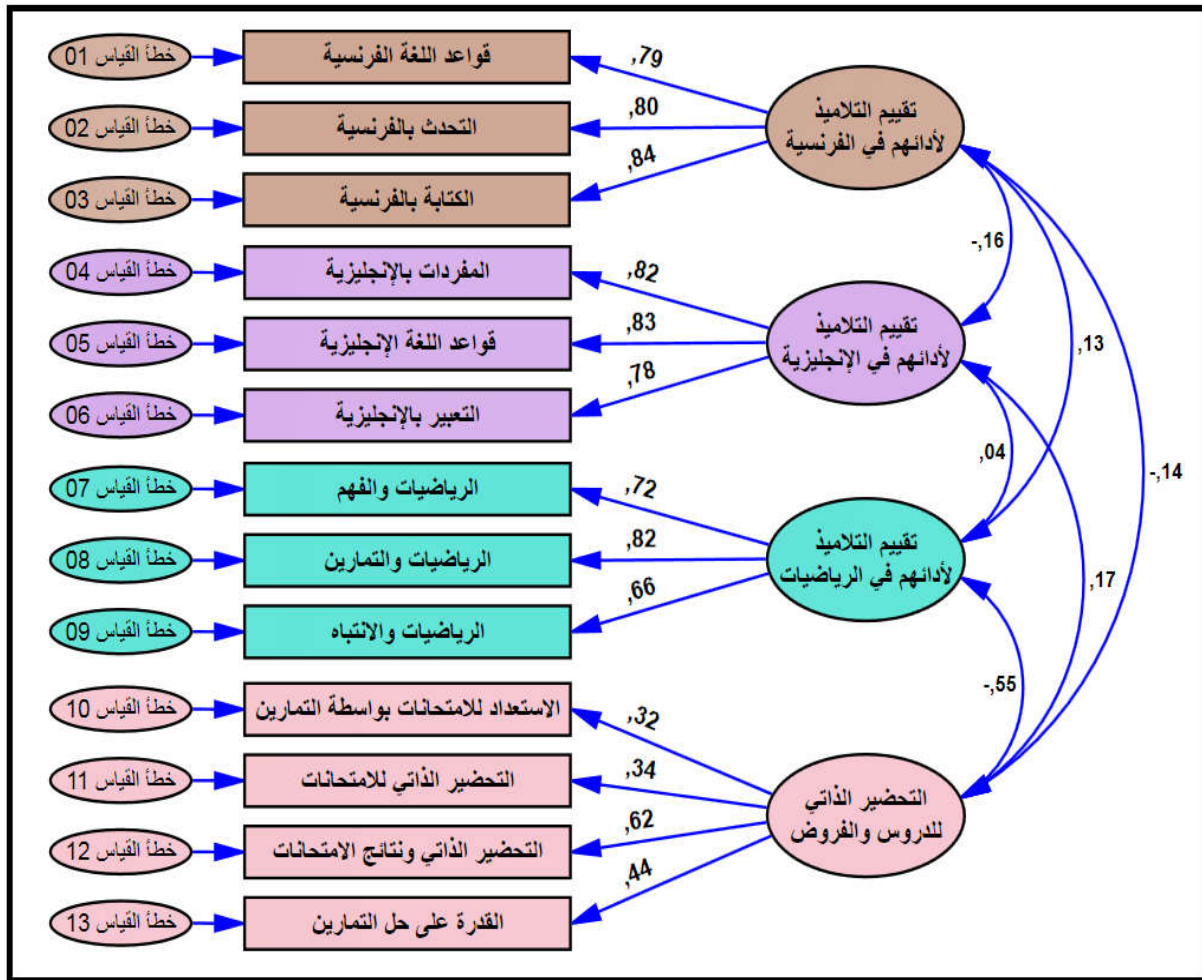 خطأ القياس 01
قواعد اللغة الفرنسية
,79
تقييم التلاميذ
لأدائهم في الفرنسية
خطأ القياس 02
التحدث بالفرنسية
,80
خطأ القياس 03
الكتابة بالفرنسية
,84
خطأ القياس 04
المفردات بالإنجليزية
,82
تقييم التلاميذ
لأدائهم في الإنجليزية
خطأ القياس 05
قواعد اللغة الإنجليزية
,83
خطأ القياس 06
التعبير بالإنجليزية
,78
خطأ القياس 07
الرياضيات والفهم
,72
تقييم التلاميذ
لأدائهم في الرياضيات
خطأ القياس 08
الرياضيات والتمارين
,82
خطأ القياس 09
الرياضيات والانتباه
,66
خطأ القياس 10
الاستعداد للامتحانات بواسطة التمارين
,32
التحضير الذاتي
للدروس والفروض
خطأ القياس 11
التحضير الذاتي للامتحانات
,34
خطأ القياس 12
التحضير الذاتي ونتائج الامتحانات
,62
خطأ القياس 13
القدرة على حل التمارين
,44
-,16
,13
,04
-,14
,17
-,55